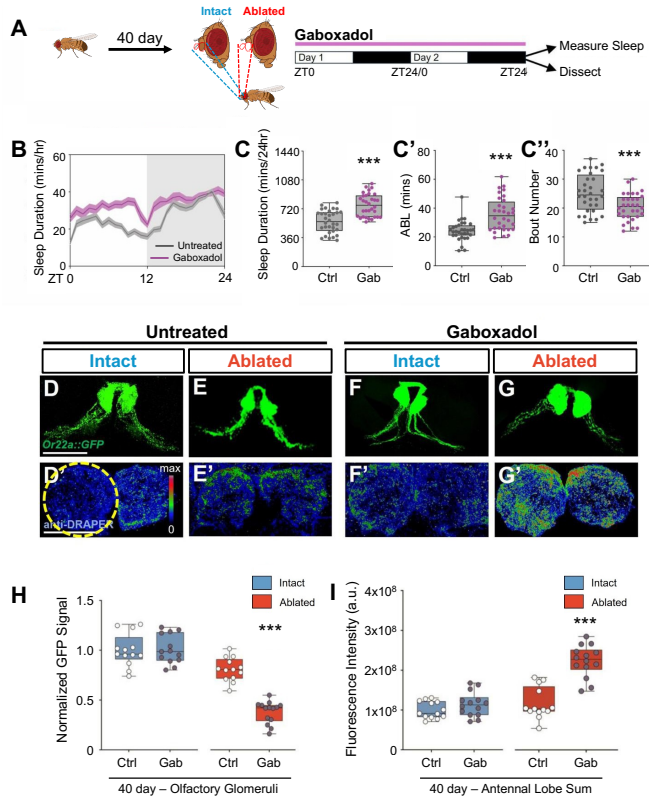 A
40 day
Intact
Ablated
Gaboxadol
Day 1
Day 2
ZT0
ZT24/0
ZT24
Measure Sleep
Dissect
B
Sleep Duration (mins/hr)
60
40
20
0
ZT 0
12
24
Untreated
Gaboxadol
C
Sleep Duration (mins/24hr)
1440
1080
720
360
0
***
Ctrl
Gab
C'
ABL (mins)
80
60
40
20
0
***
Ctrl
Gab
C''
Bout Number
40
30
20
10
0
***
Ctrl
Gab
Untreated
Gaboxadol
Intact
Ablated
Intact
Ablated
D
Or22a::GFP
E
F
G
D'
anti-DRAPER
max
0
E'
F'
G'
H
Normalized GFP Signal
1.5
1.0
0.5
0
Intact
Ablated
***
Ctrl
Gab
Ctrl
Gab
40 day – Olfactory Glomeruli
I
Fluorescence Intensity (a.u.)
4x10⁸
3x10⁸
2x10⁸
1x10⁸
0
Intact
Ablated
***
Ctrl
Gab
Ctrl
Gab
40 day – Antennal Lobe Sum